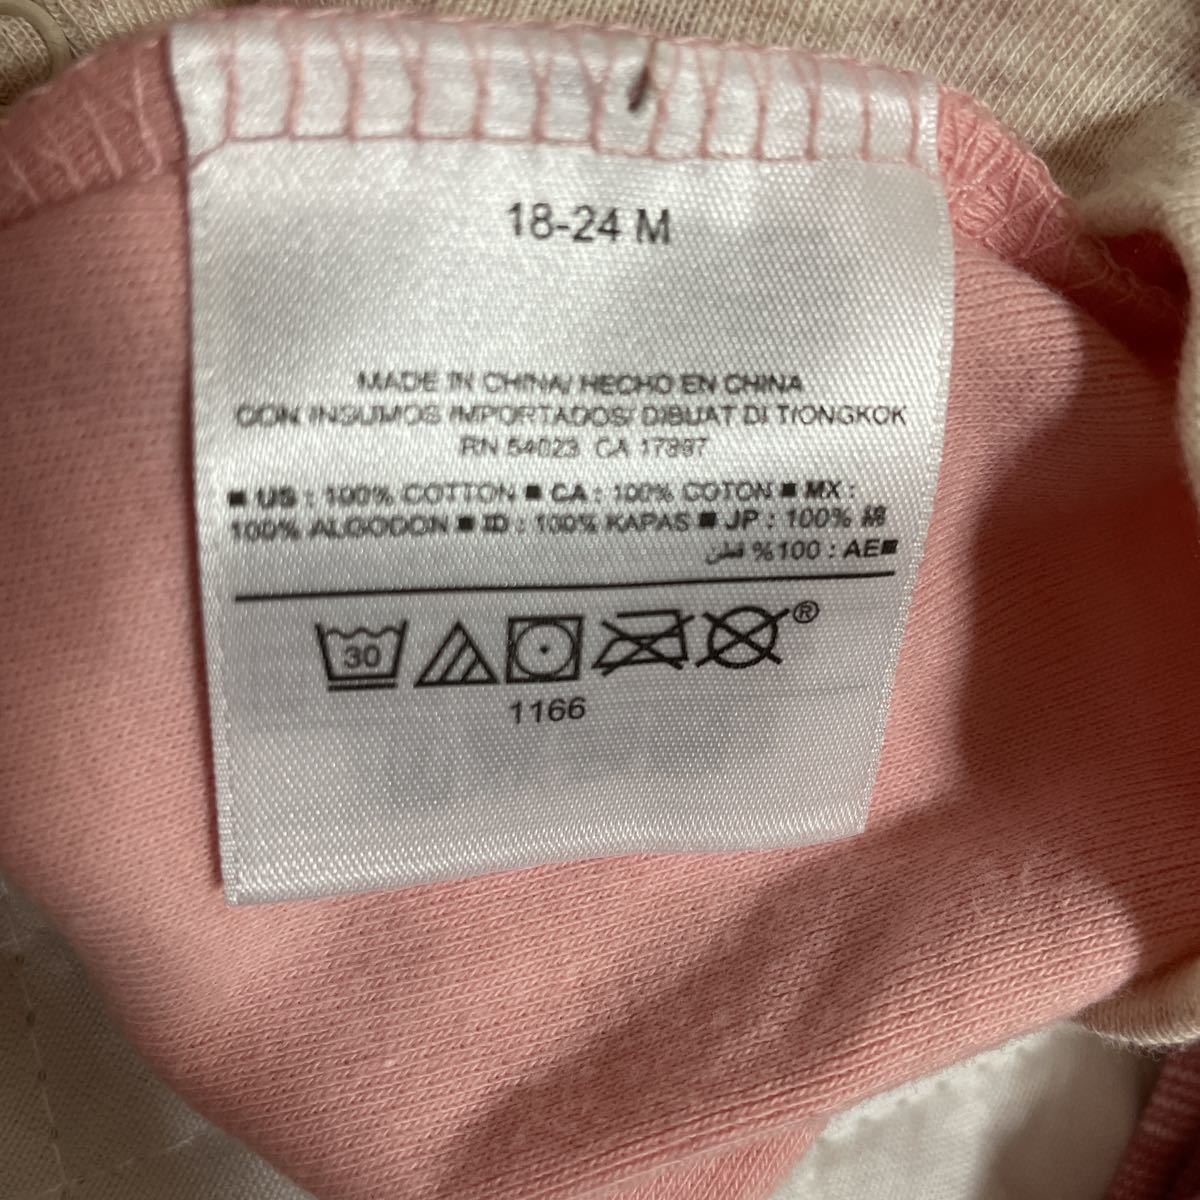 18-24 M
MADE IN CHINA/ HECHO EN CHINA
CON INSUMOS IMPORTADOS/ DIBUAT DI TIONGKOK
RN 54023 CA 17897
■ US : 100% COTTON ■ CA : 100% COTON ■ MX :
100% ALGODON ■ ID : 100% KAPAS ■ JP : 100% 綿
■AE : 100% قطن
30
®
1166